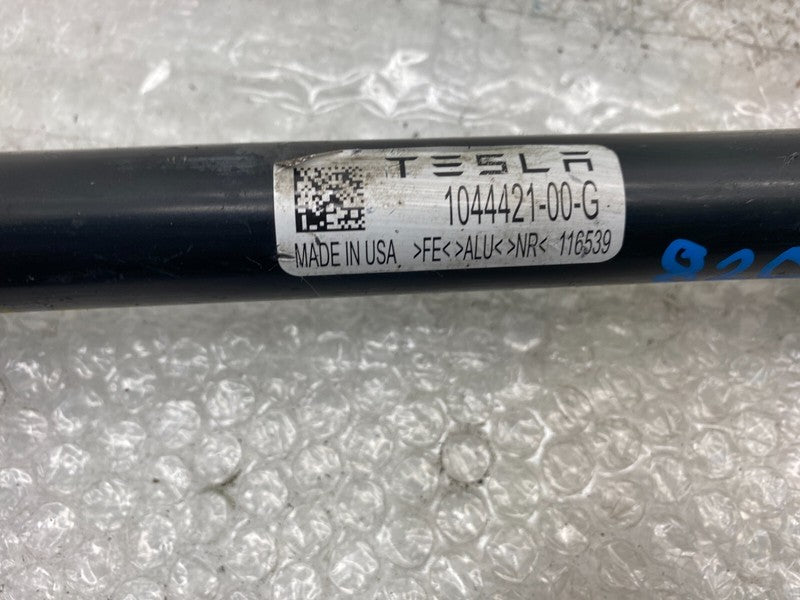 TESLA
1044421-00-G
MADE IN USA >FE<>ALU<>NR< 116539